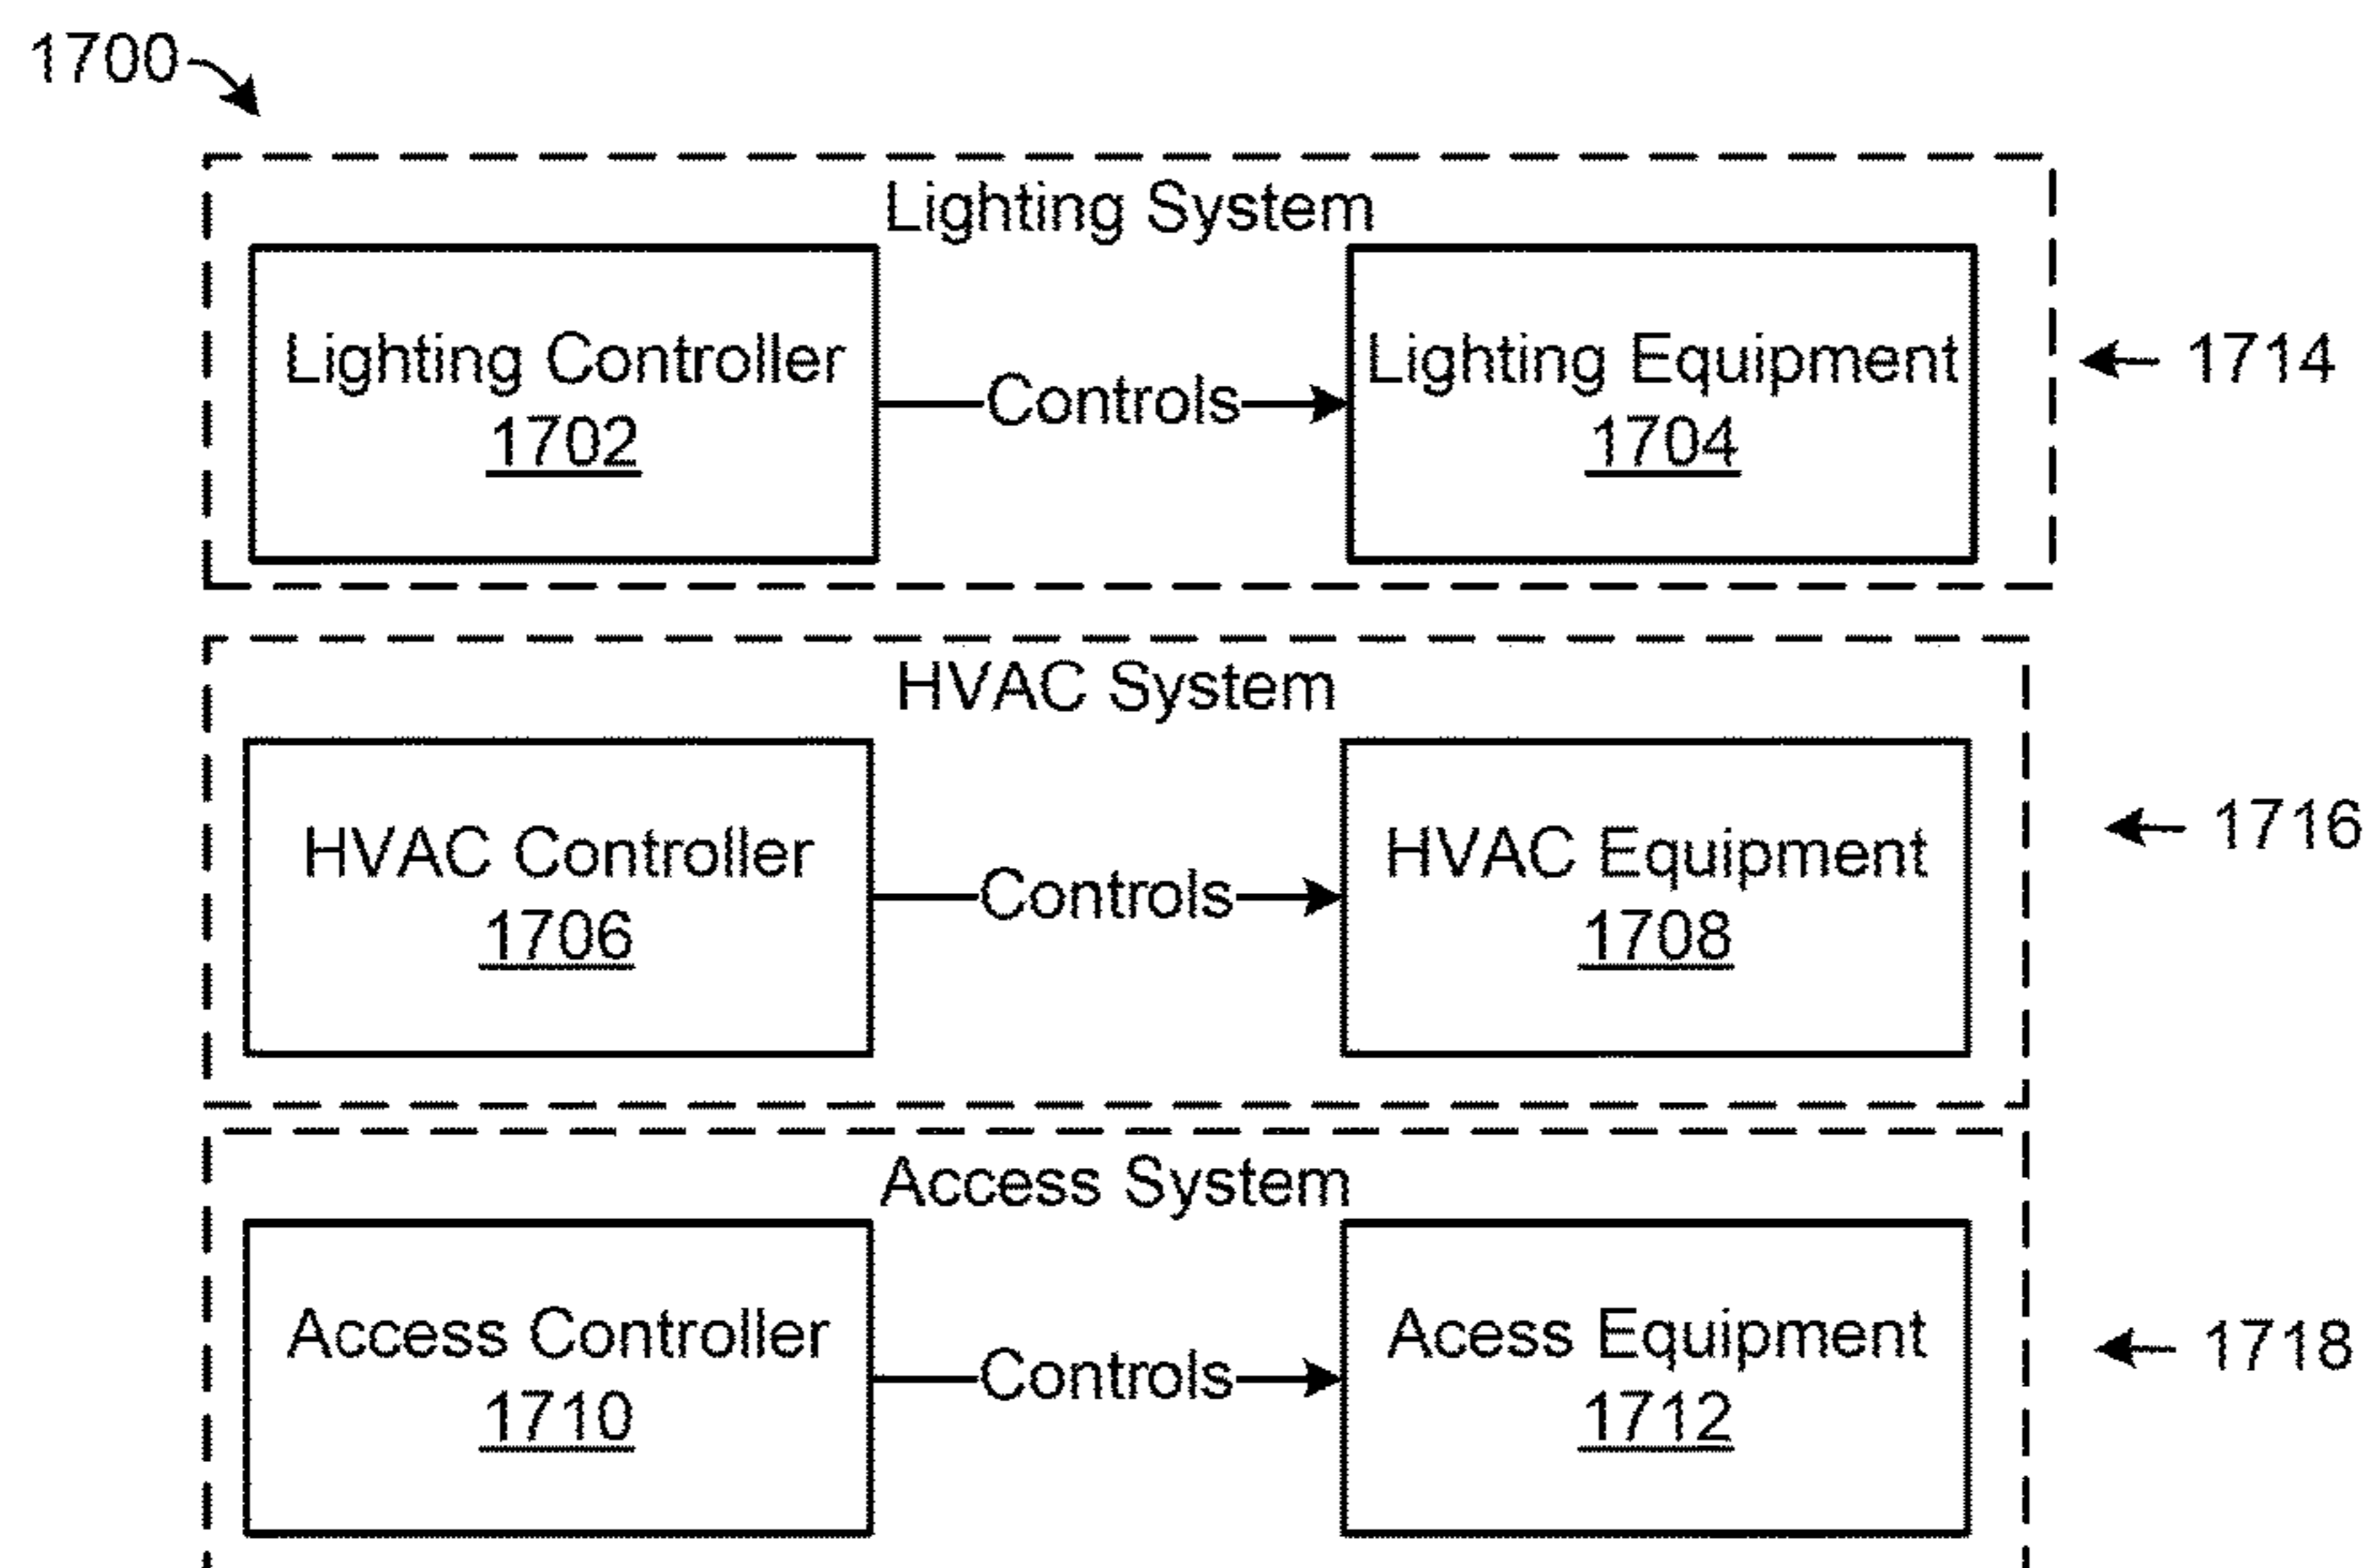 1700
Lighting System
Lighting Controller
1702
Controls
Lighting Equipment
1704
1714
HVAC System
HVAC Controller
1706
Controls
HVAC Equipment
1708
1716
Access System
Access Controller
1710
Controls
Acess Equipment
1712
1718